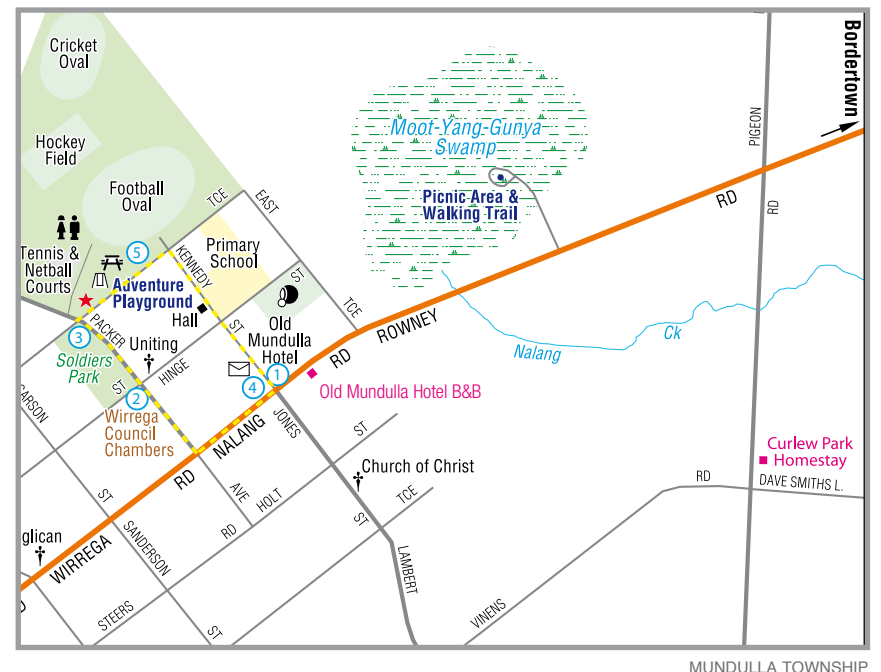 Cricket
Oval
Hockey
Field
Football
Oval
Tennis &
Netball
Courts
5
Adventure
Playground
TCE
EAST
TCE
KENNEDY
ST
Primary
School
ST
Hall
Old
Mundulla
Hotel
PACKER
3
Soldiers
Park
Uniting
HINGE
ST
2
Wirrega
Council
Chambers
4
1
Moot-Yang-Gunya
Swamp
Picnic Area &
Walking Trail
Bordertown
PIGEON
RD
RD
ROWNEY
RD
Nalang
Ck
Old Mundulla Hotel B&B
NALANG
RD
JONES
ST
Church of Christ
ST
TCE
LAMBERT
AVE
HOLT
RD
STEERS
CARSON
ST
SANDERSON
ST
glican
WIRREGA
D
Curlew Park
Homestay
RD
DAVE SMITHS L.
VINENS
MUNDULLA TOWNSHIP